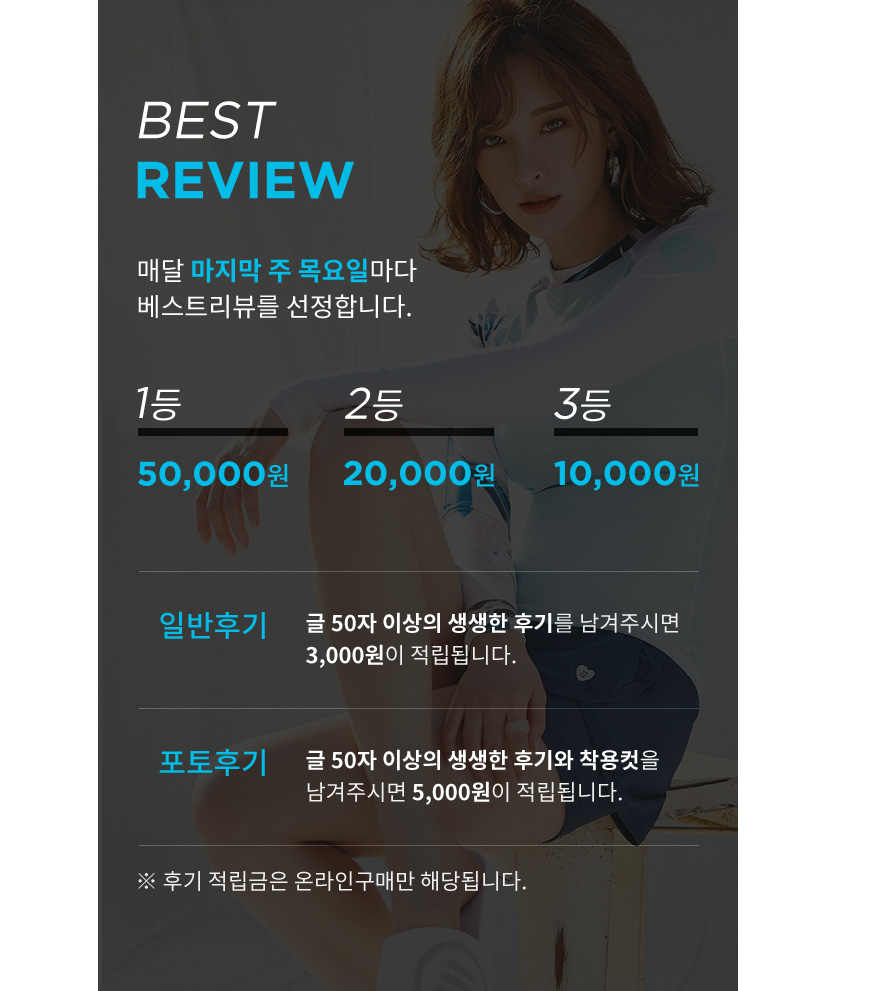 BEST
REVIEW
매달 마지막 주 목요일마다
베스트리뷰를 선정합니다.
1등 2등 3등
50,000원 20,000원 10,000원
일반후기 글 50자 이상의 생생한 후기를 남겨주시면
3,000원이 적립됩니다.
포토후기 글 50자 이상의 생생한 후기와 착용컷을
남겨주시면 5,000원이 적립됩니다.
※ 후기 적립금은 온라인구매만 해당됩니다.